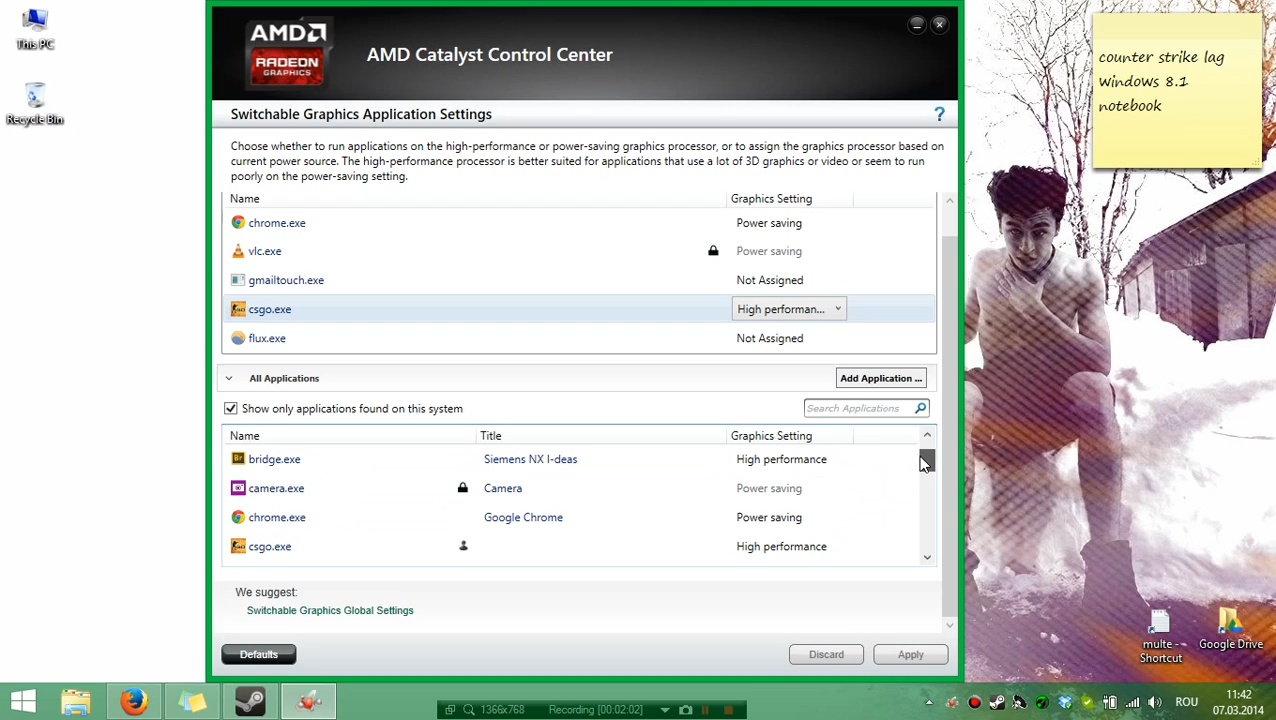 This PC
Recycle Bin
AMD
RADEON
GRAPHICS
AMD Catalyst Control Center
counter strike lag
Windows 8.1
notebook
Switchable Graphics Application Settings
?
Choose whether to run applications on the high-performance or power-saving graphics processor, or to assign the graphics processor based on
current power source. The high-performance processor is better suited for applications that use a lot of 3D graphics or video or seem to run
poorly on the power-saving setting.
Name Graphics Setting
chrome.exe Power saving
vlc.exe Power saving
gmailtouch.exe Not Assigned
csgo.exe High performan...
flux.exe Not Assigned
All Applications Add Application ...
Show only applications found on this system Search Applications
Name Title Graphics Setting
Br bridge.exe Siemens NX I-deas High performance
camera.exe Camera Power saving
chrome.exe Google Chrome Power saving
csgo.exe High performance
We suggest:
Switchable Graphics Global Settings
Defaults Discard Apply
multe -
Shortcut
Google Drive
1366x768 Recording [00:02:02]
ROU
11:42
07.03.2014